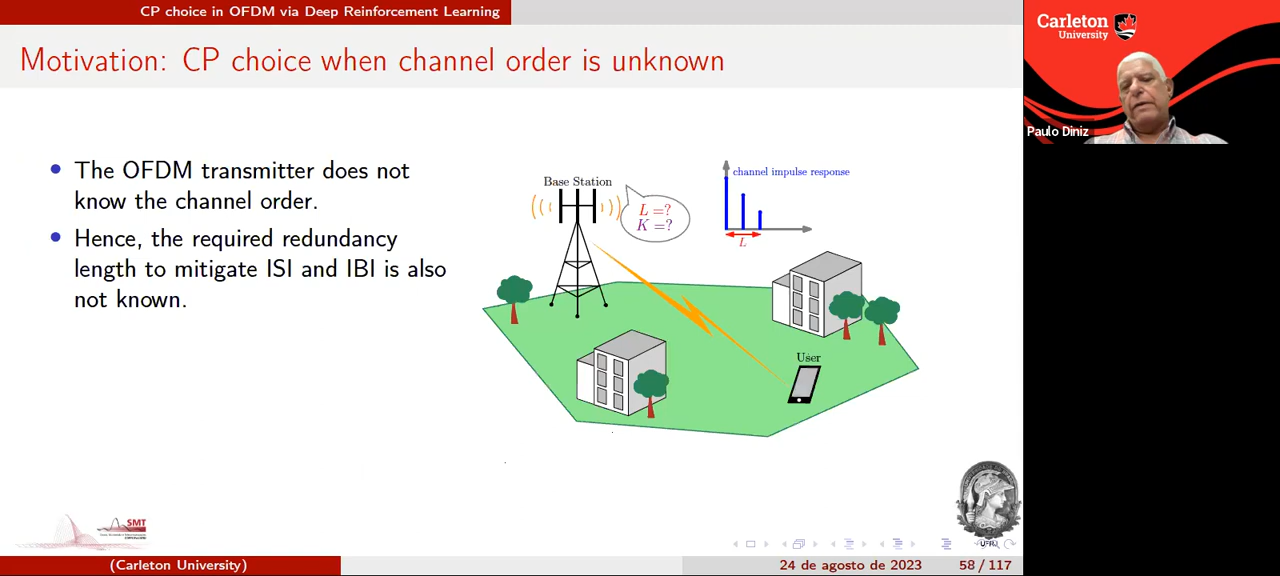 CP choice in OFDM via Deep Reinforcement Learning
Motivation: CP choice when channel order is unknown
The OFDM transmitter does not
know the channel order.
Hence, the required redundancy
length to mitigate ISI and IBI is also
not known.
Base Station
L =?
K =?
channel impulse response
L
User
SMT
UFRJ
(Carleton University)
24 de agosto de 2023
58 / 117
Carleton
University
Paulo Diniz